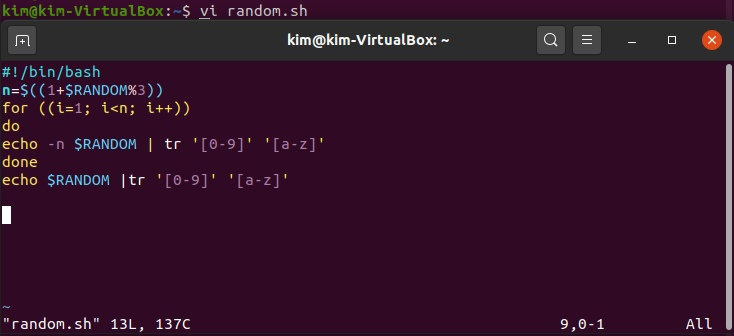 kim@kim-VirtualBox:~$ vi random.sh
kim@kim-VirtualBox: ~
#!/bin/bash
n=$((1+$RANDOM%3))
for ((i=1; i<n; i++))
do
echo -n $RANDOM | tr '[0-9]' '[a-z]'
done
echo $RANDOM |tr '[0-9]' '[a-z]'
~
"random.sh" 13L, 137C 9,0-1 All